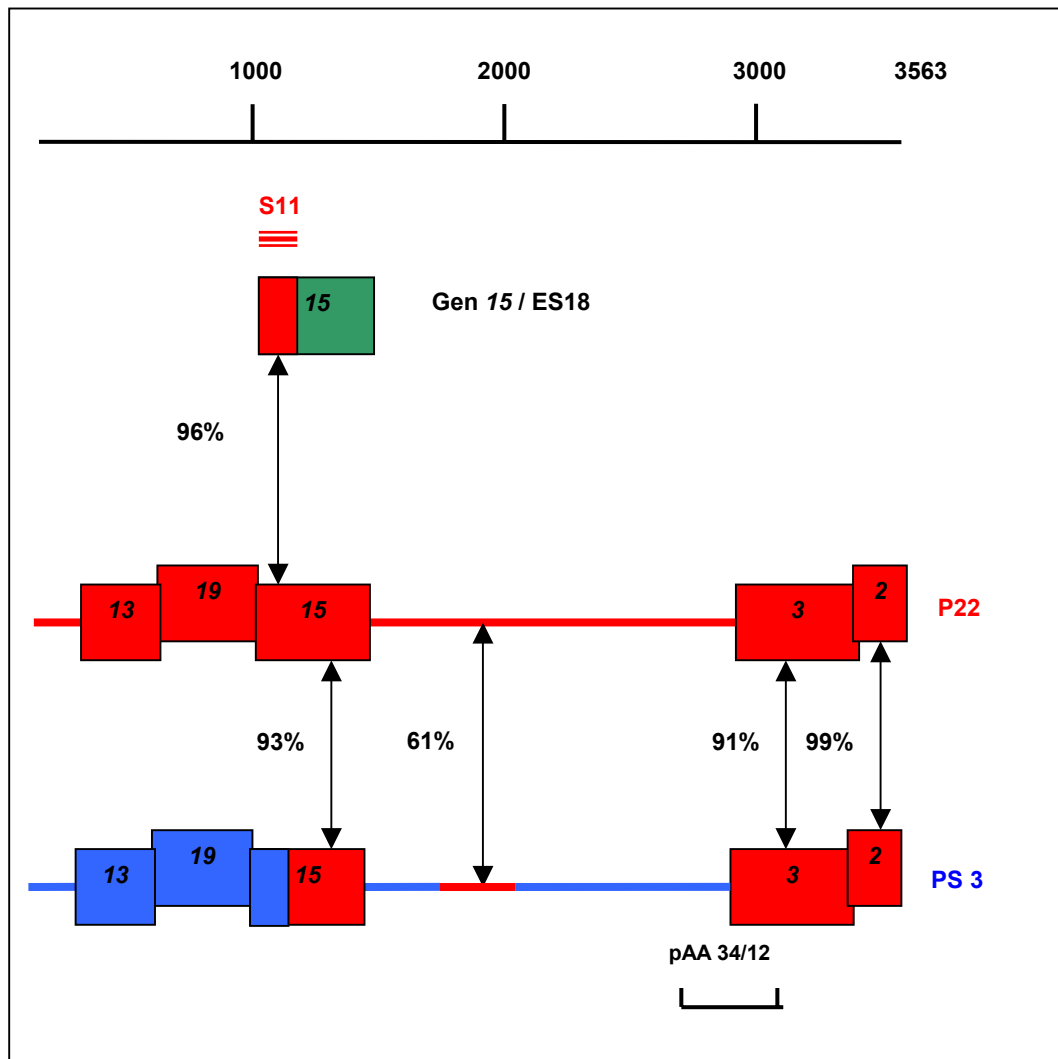 1000 2000 3000 3563
S11
15 Gen 15 / ES18
96%
13 19 15 3 2 P22
93% 61% 91% 99%
13 19 15 3 2 PS 3
pAA 34/12